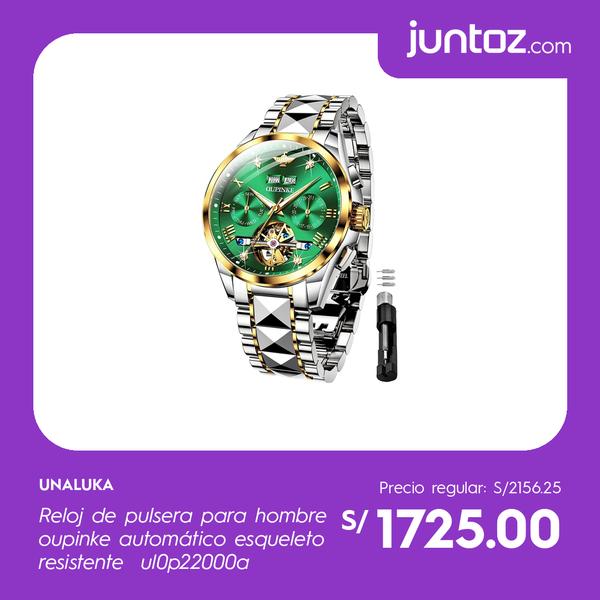 juntoz.com
OUPINKE
UNALUKA
Precio regular: S/2156.25
Reloj de pulsera para hombre
oupinke automático esqueleto
resistente ul0p22000a
S/1725.00